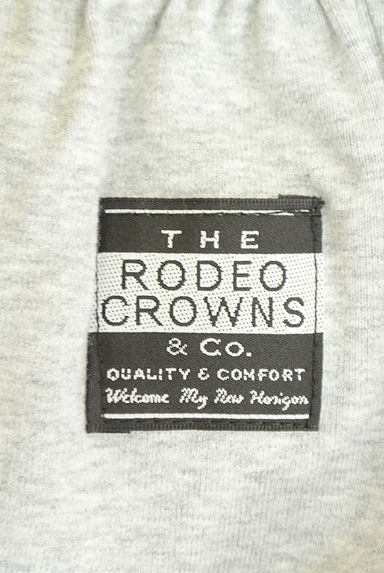 THE
RODEO
CROWNS
& Co.
QUALITY & COMFORT
Welcome My New Horizon